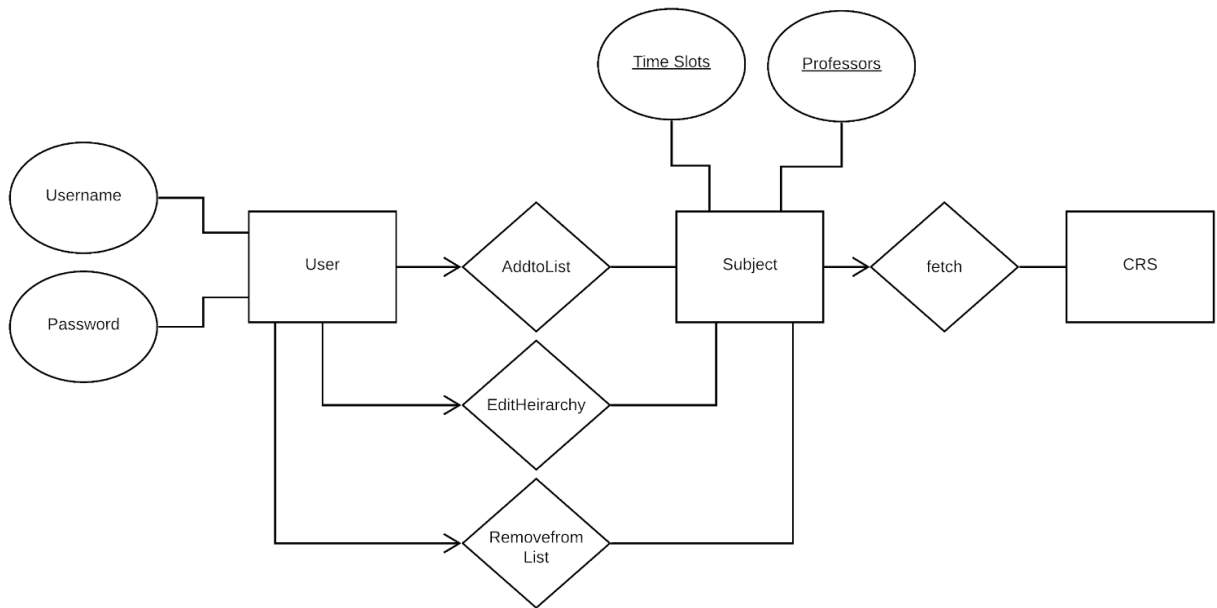 Time Slots
Professors
Username
User
AddtoList
Subject
fetch
CRS
Password
EditHeirarchy
Removefrom
List